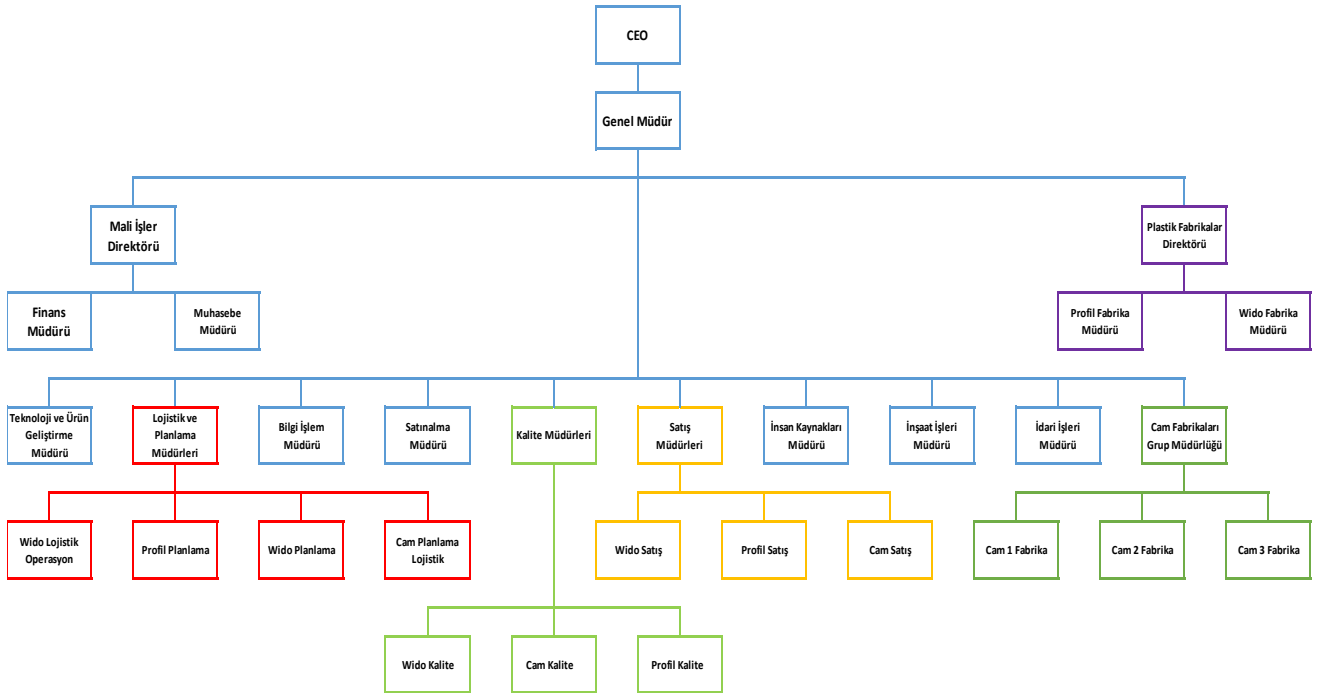 CEO
Genel Müdür
Mali İşler
Direktörü
Plastik Fabrikalar
Direktörü
Finans
Müdürü
Muhasebe
Müdürü
Profil Fabrika
Müdürü
Wido Fabrika
Müdürü
Teknoloji ve Ürün
Geliştirme
Müdürü
Lojistik ve
Planlama
Müdürleri
Bilgi İşlem
Müdürü
Satınalma
Müdürü
Kalite Müdürleri
Satış
Müdürleri
İnsan Kaynakları
Müdürü
İnşaat İşleri
Müdürü
İdari İşleri
Müdürü
Cam Fabrikaları
Grup Müdürlüğü
Wido Lojistik
Operasyon
Profil Planlama
Wido Planlama
Cam Planlama
Lojistik
Wido Satış
Profil Satış
Cam Satış
Cam 1 Fabrika
Cam 2 Fabrika
Cam 3 Fabrika
Wido Kalite
Cam Kalite
Profil Kalite